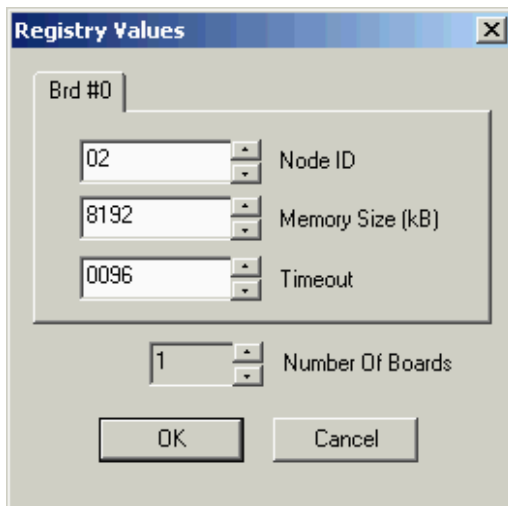 Registry Values
Brd #0
02 Node ID
8192 Memory Size (kB)
0096 Timeout
1 Number Of Boards
OK Cancel